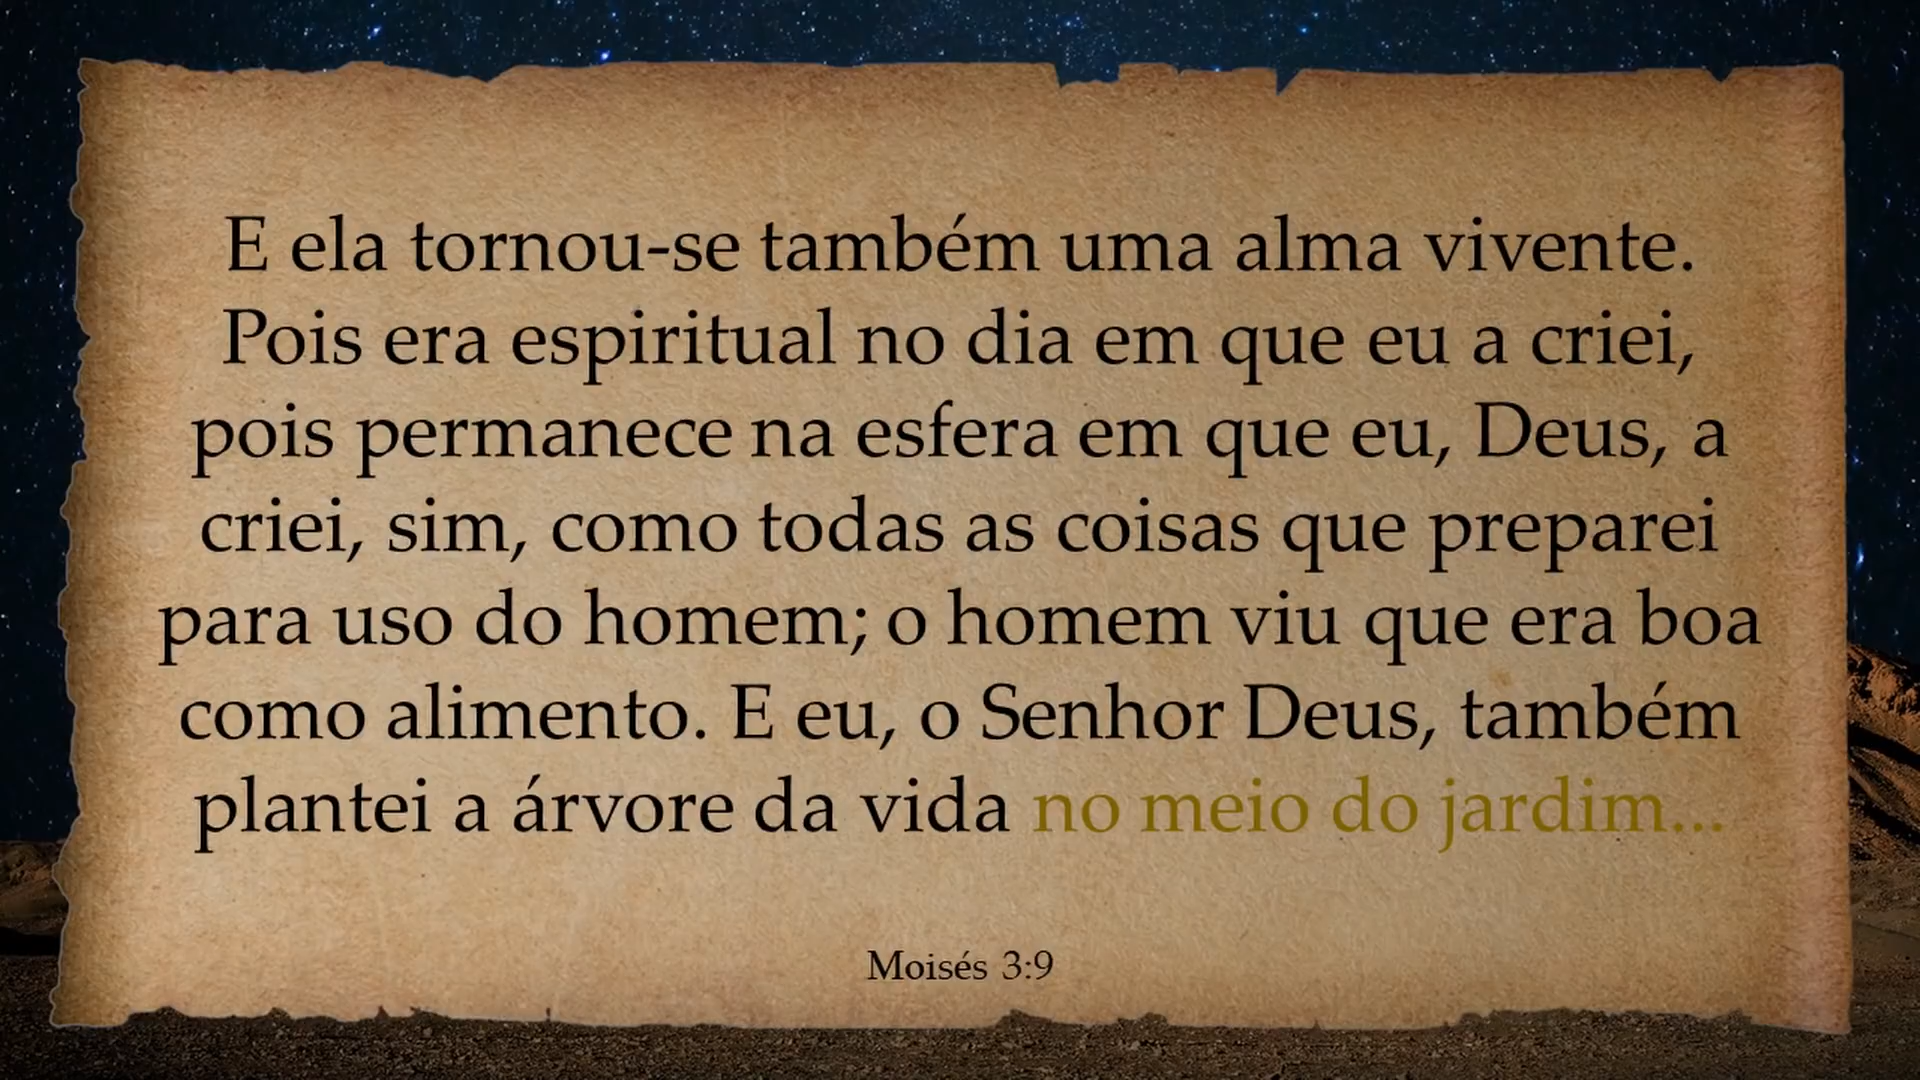 E ela tornou-se também uma alma vivente.
Pois era espiritual no dia em que eu a criei,
pois permanece na esfera em que eu, Deus, a
criei, sim, como todas as coisas que preparei
para uso do homem; o homem viu que era boa
como alimento. E eu, o Senhor Deus, também
plantei a árvore da vida no meio do jardim...
Moisés 3:9